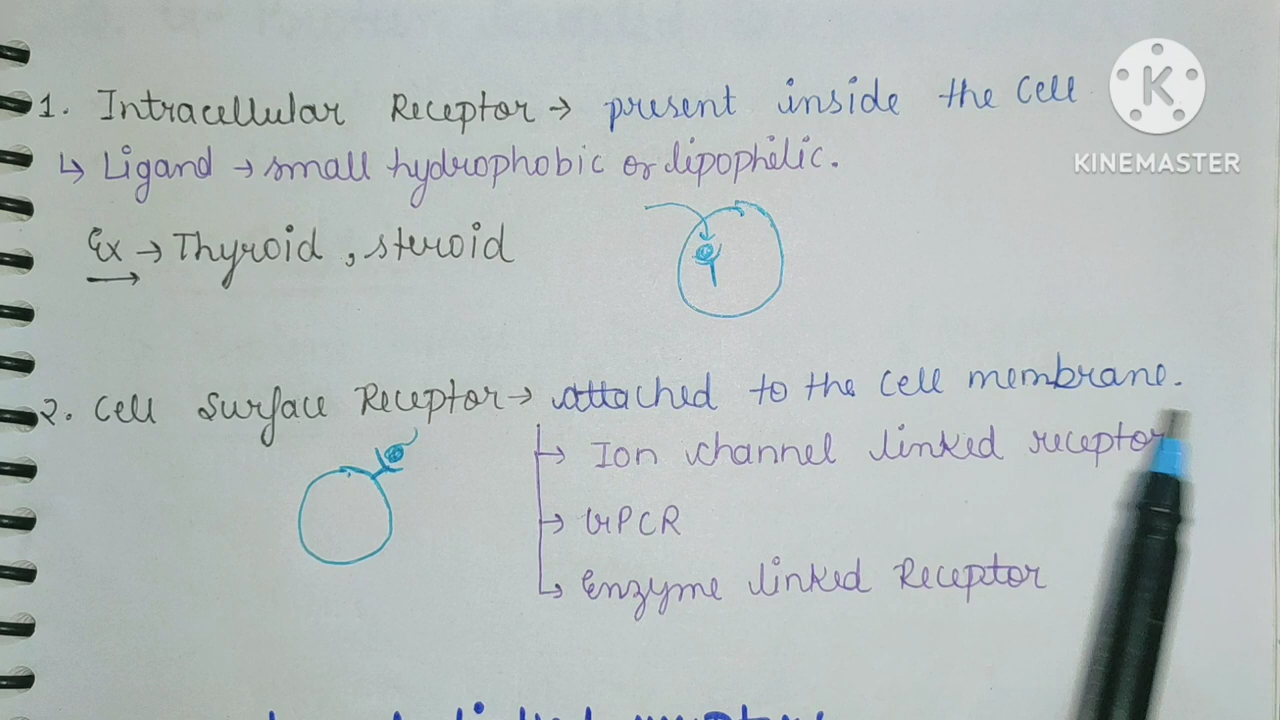 1. Intracellular Receptor → present inside the cell
↳ Ligand → small hydrophobic or lipophilic.
Ex → Thyroid, steroid
2. Cell Surface Receptor → attached to the cell membrane.
→ Ion channel linked receptor
→ GPCR
↳ Enzyme linked Receptor
K
KINEMASTER